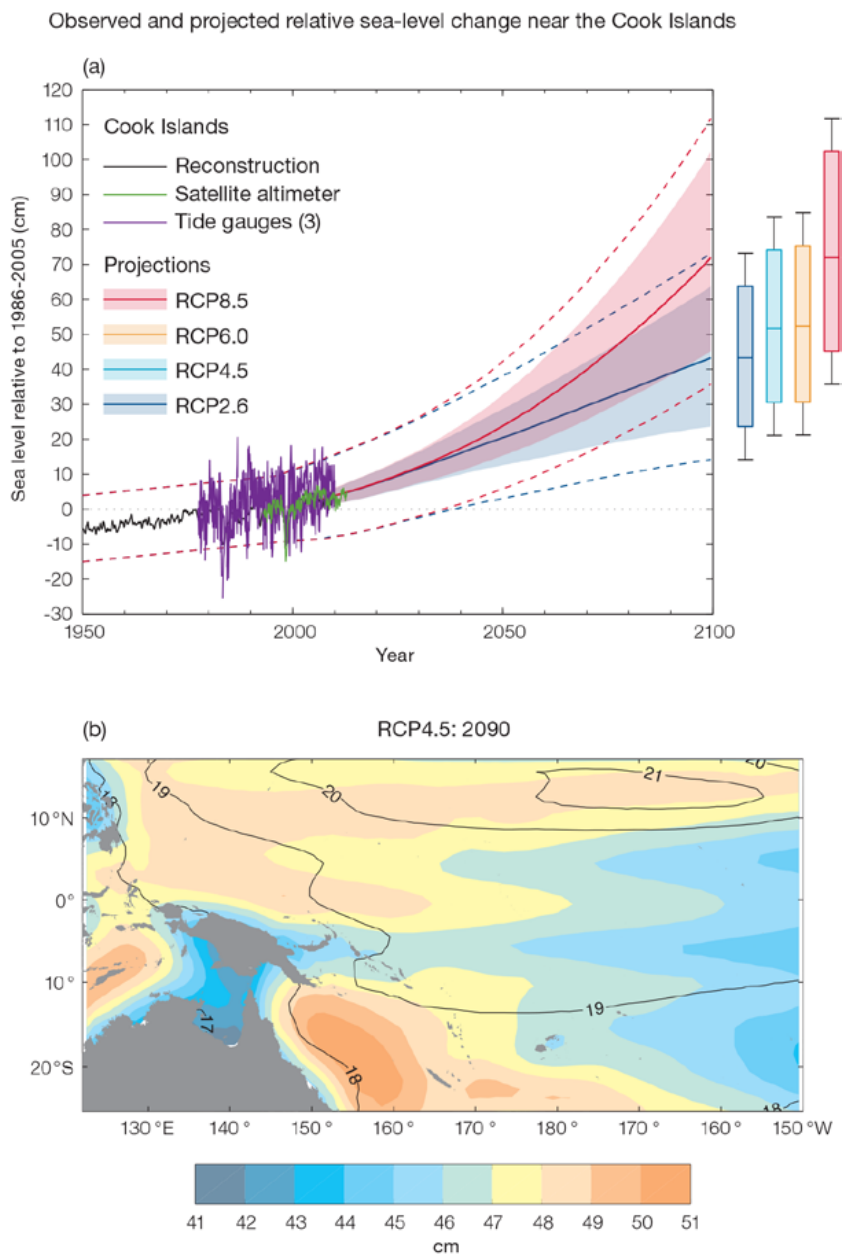 Observed and projected relative sea-level change near the Cook Islands
(a)
120
110
100
90
80
70
60
50
40
30
20
10
0
-10
-20
-30
Sea level relative to 1986-2005 (cm)
Cook Islands
Reconstruction
Satellite altimeter
Tide gauges (3)
Projections
RCP8.5
RCP6.0
RCP4.5
RCP2.6
1950 2000 2050 2100
Year
(b) RCP4.5: 2090
20
21
19
20
10°N
0°
10°
19
17
18
20°S
18
130°E 140° 150° 160° 170° 180° 170° 160° 150°W
41 42 43 44 45 46 47 48 49 50 51
cm